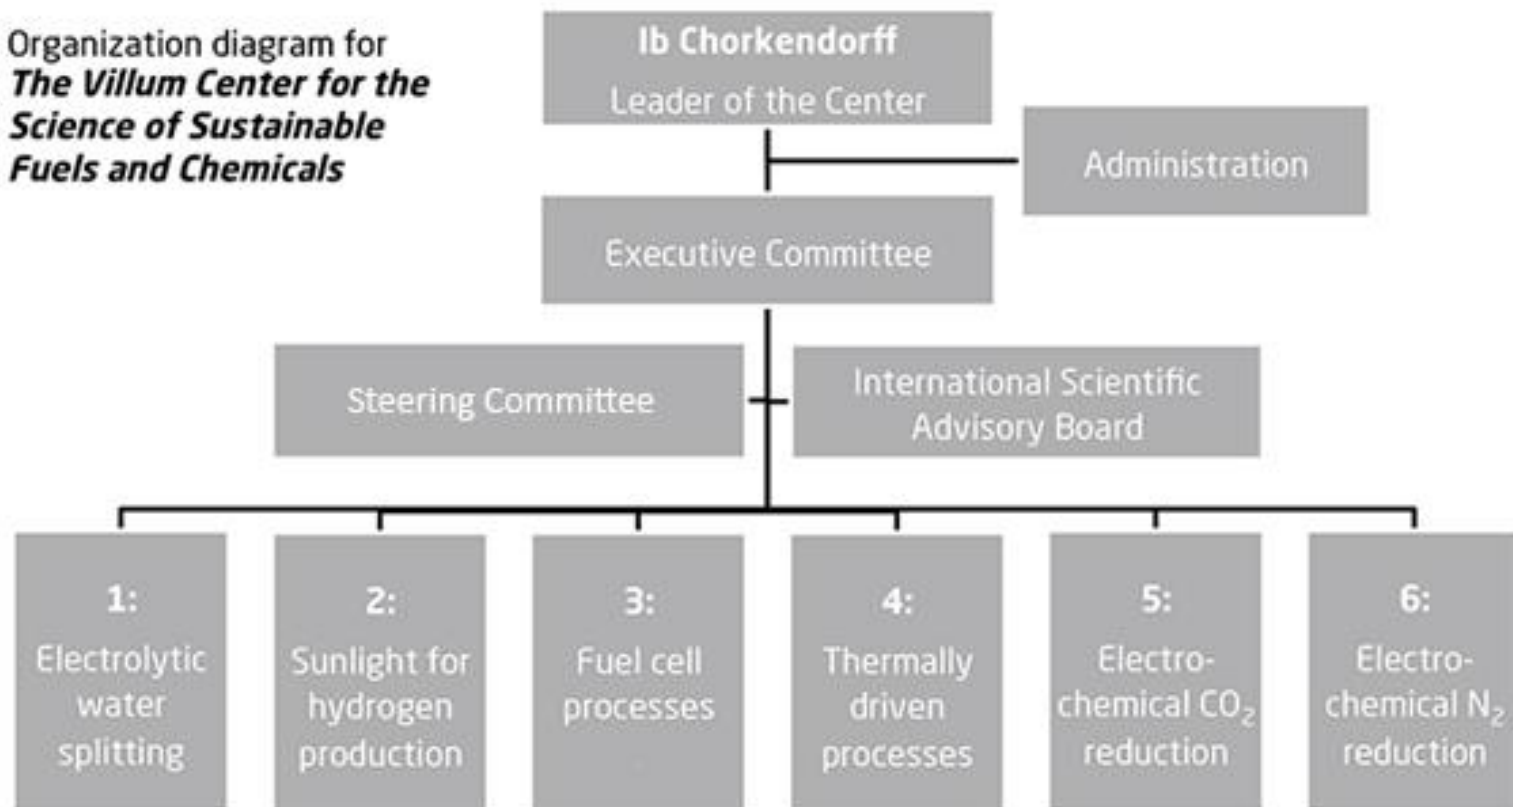 Organization diagram for
The Villum Center for the
Science of Sustainable
Fuels and Chemicals
Ib Chorkendorff
Leader of the Center
Administration
Executive Committee
Steering Committee
International Scientific
Advisory Board
1:
Electrolytic
water
splitting
2:
Sunlight for
hydrogen
production
3:
Fuel cell
processes
4:
Thermally
driven
processes
5:
Electro-
chemical CO₂
reduction
6:
Electro-
chemical N₂
reduction